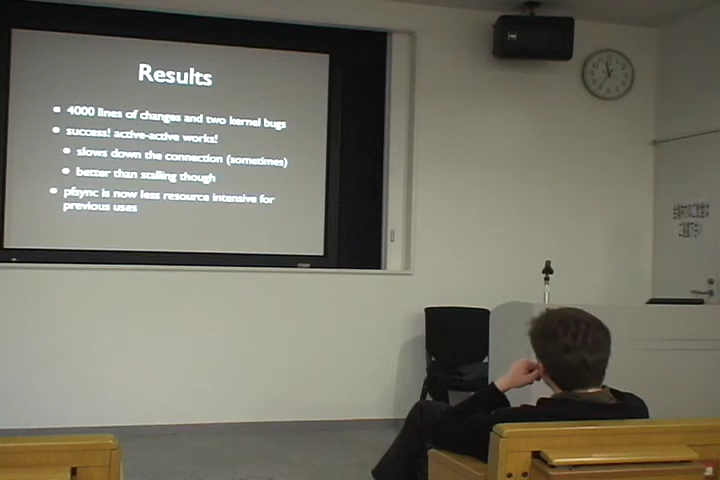 Results
4000 lines of changes and two kernel bugs
success! active-active works!
slows down the connection (sometimes)
better than stalling though
pfsync is now less resource intensive for
previous uses